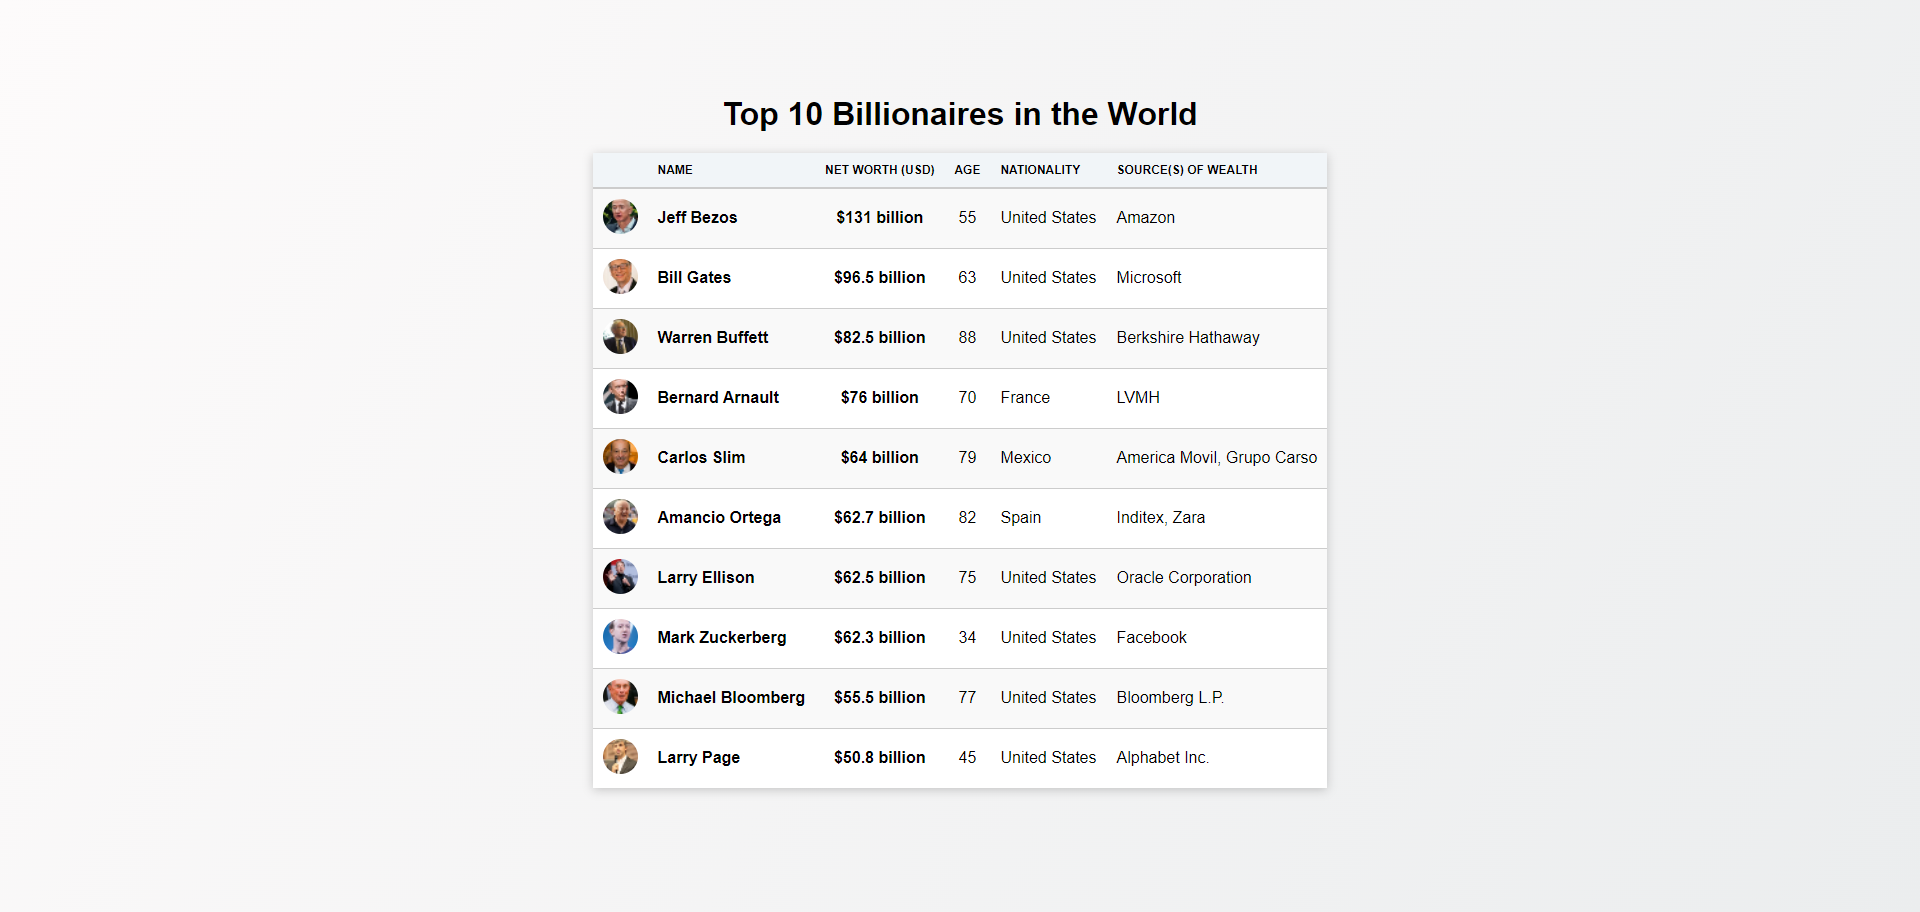 Top 10 Billionaires in the World
NAME NET WORTH (USD) AGE NATIONALITY SOURCE(S) OF WEALTH
Jeff Bezos $131 billion 55 United States Amazon
Bill Gates $96.5 billion 63 United States Microsoft
Warren Buffett $82.5 billion 88 United States Berkshire Hathaway
Bernard Arnault $76 billion 70 France LVMH
Carlos Slim $64 billion 79 Mexico America Movil, Grupo Carso
Amancio Ortega $62.7 billion 82 Spain Inditex, Zara
Larry Ellison $62.5 billion 75 United States Oracle Corporation
Mark Zuckerberg $62.3 billion 34 United States Facebook
Michael Bloomberg $55.5 billion 77 United States Bloomberg L.P.
Larry Page $50.8 billion 45 United States Alphabet Inc.